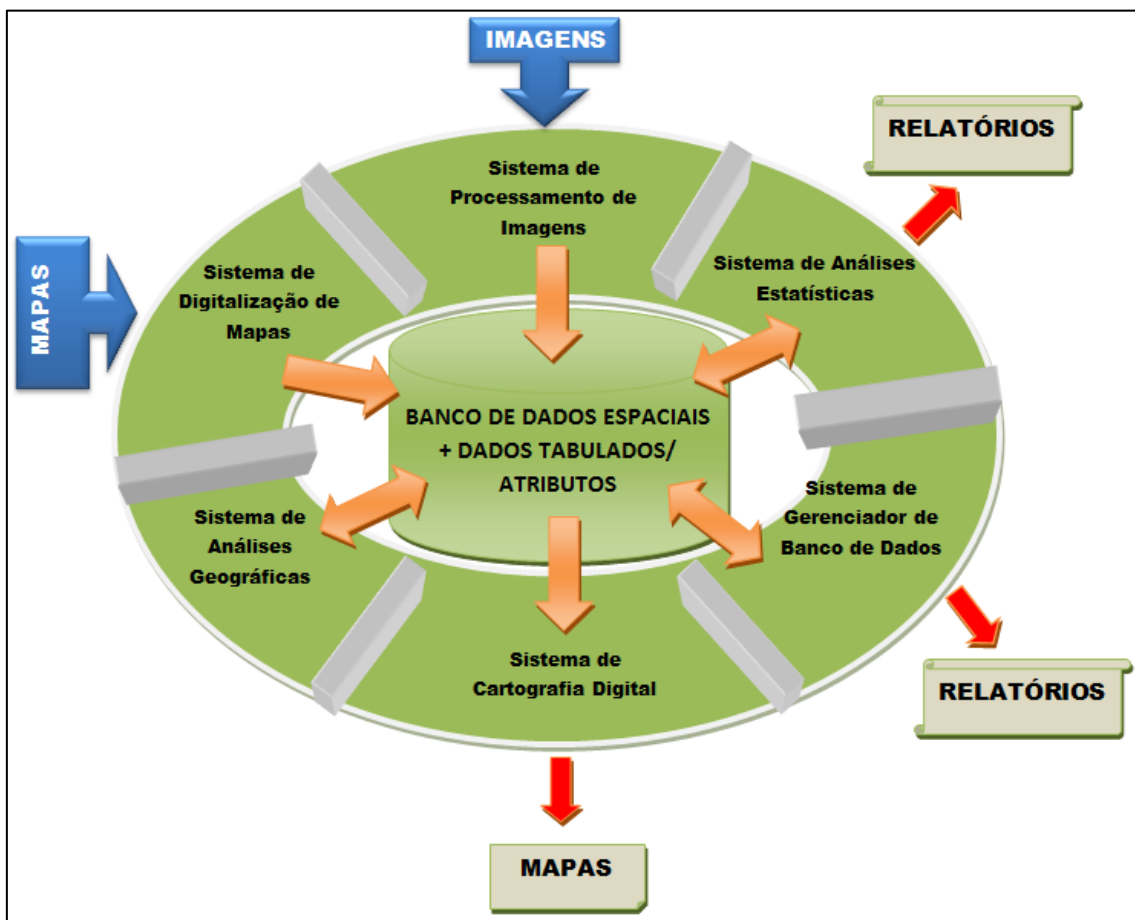 IMAGENS
RELATÓRIOS
Sistema de
Processamento de
Imagens
MAPAS
Sistema de
Digitalização de
Mapas
Sistema de Análises
Estatísticas
BANCO DE DADOS ESPACIAIS
+ DADOS TABULADOS/
ATRIBUTOS
Sistema de
Análises
Geográficas
Sistema de
Gerenciador de
Banco de Dados
Sistema de
Cartografia Digital
RELATÓRIOS
MAPAS